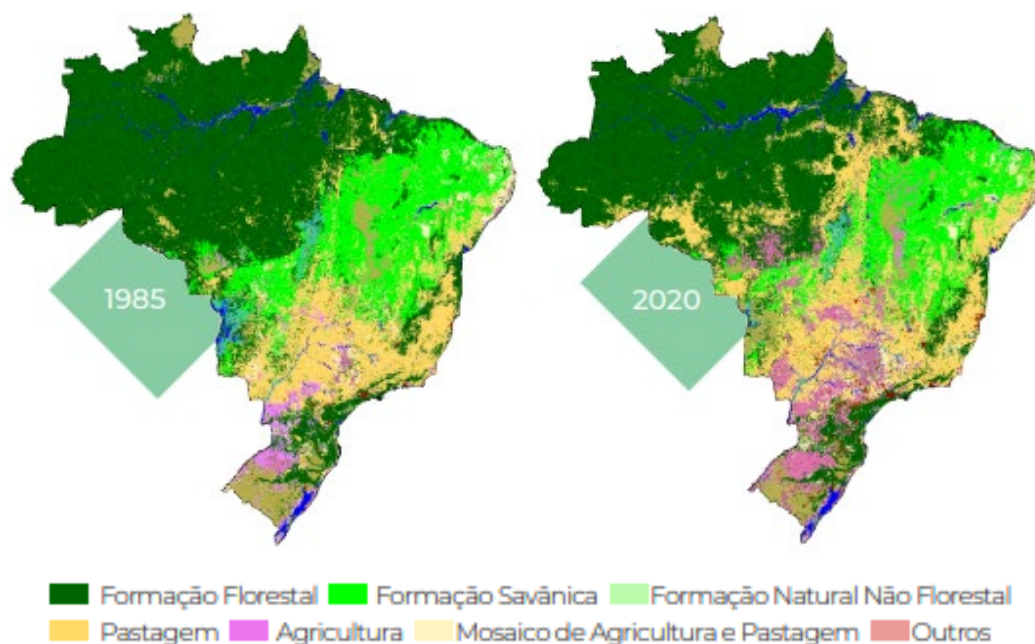 1985
2020
Formação Florestal Formação Savânica Formação Natural Não Florestal
Pastagem Agricultura Mosaico de Agricultura e Pastagem Outros